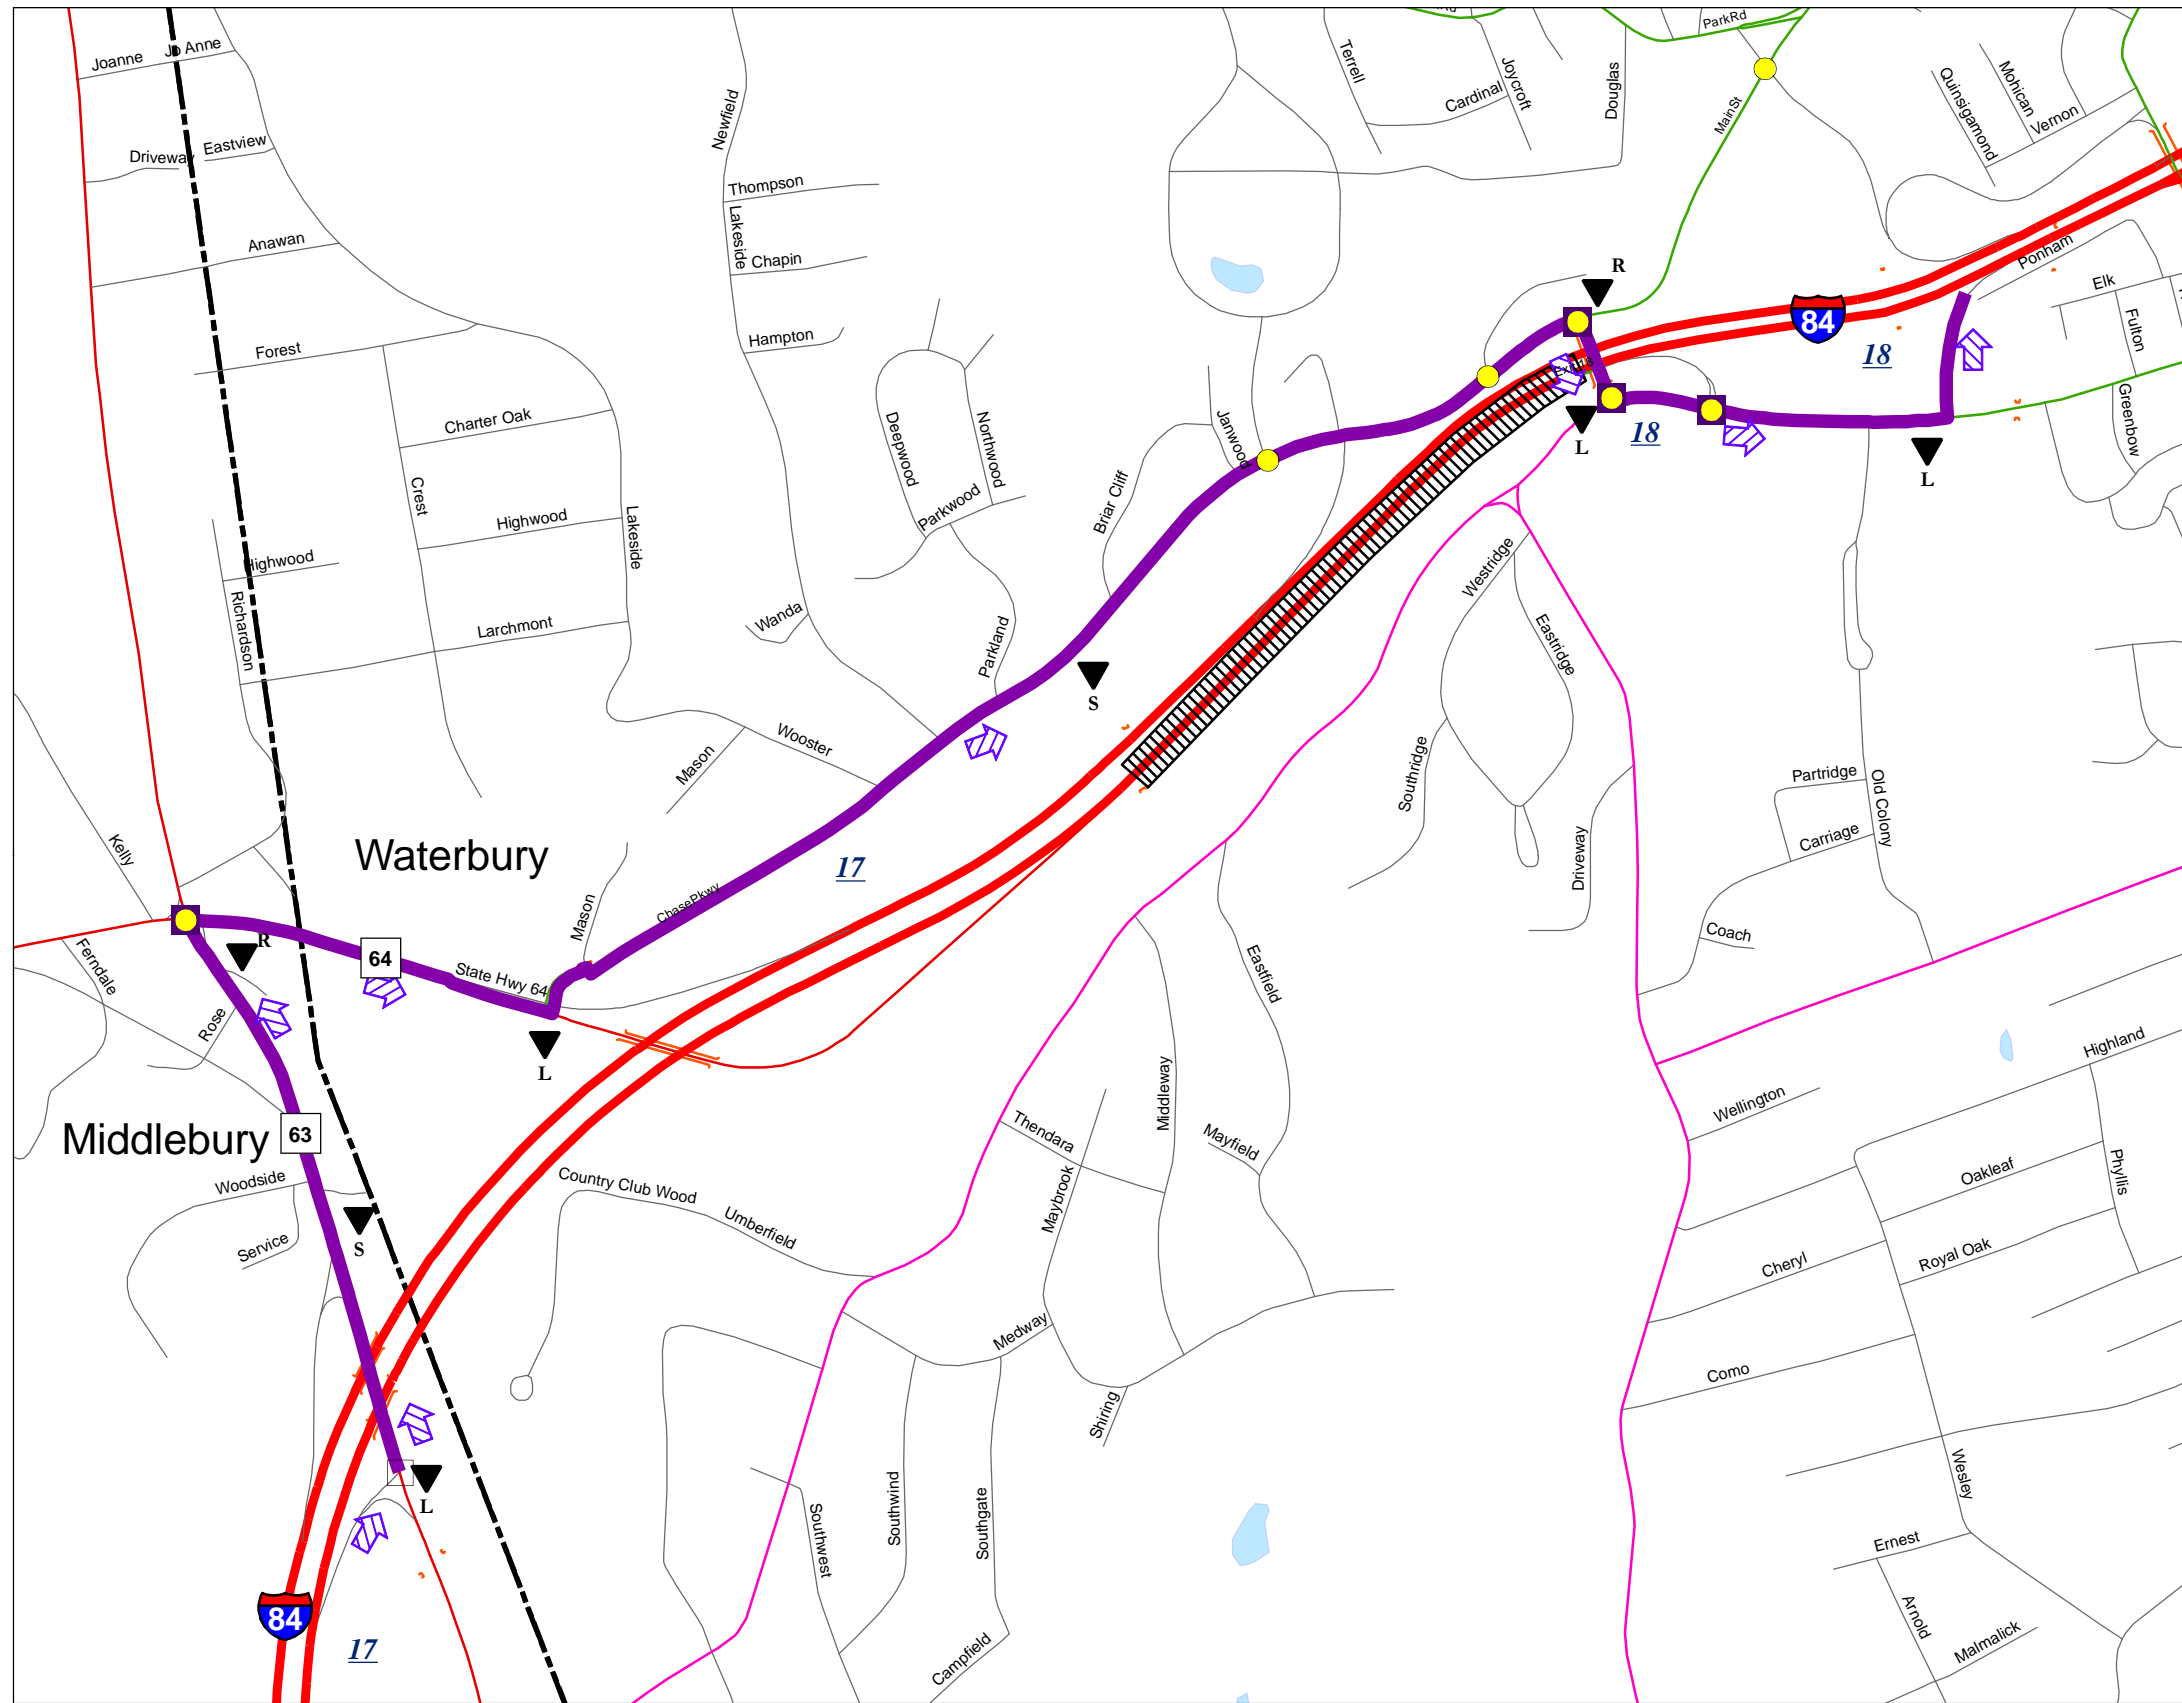 ParkRd
Joanne
Jo Anne
Terrell
Joycroft
Cardinal
Douglas
MainSt
Quinsigamond
Mohican
Vernon
Newfield
Driveway
Eastview
Thompson
Lakeside
Chapin
Anawan
Hampton
Forest
R
Ponham
Elk
Fulton
84
18
Exit 18
Greenbow
Charter Oak
Deepwood
Northwood
Janwood
L
18
L
Crest
Highwood
Lakeside
Parkwood
Briar Cliff
Highwood
Richardson
Larchmont
Wanda
Parkland
Westridge
Eastridge
S
Wooster
Mason
Southridge
Partridge
Old Colony
Carriage
Driveway
Kelly
Waterbury
17
ChasePkwy
Mason
Coach
R
64
State Hwy 64
Ferndale
Eastfield
Rose
L
Highland
Middleway
Wellington
Middlebury
63
Thendara
Mayfield
Maybrook
Oakleaf
Phyllis
Woodside
Country Club Wood
Umberfield
Service
S
Cheryl
Royal Oak
Medway
Como
Shiring
L
Wesley
Southwest
Southwind
Southgate
Ernest
Arnold
Malmalick
84
17
Campfield